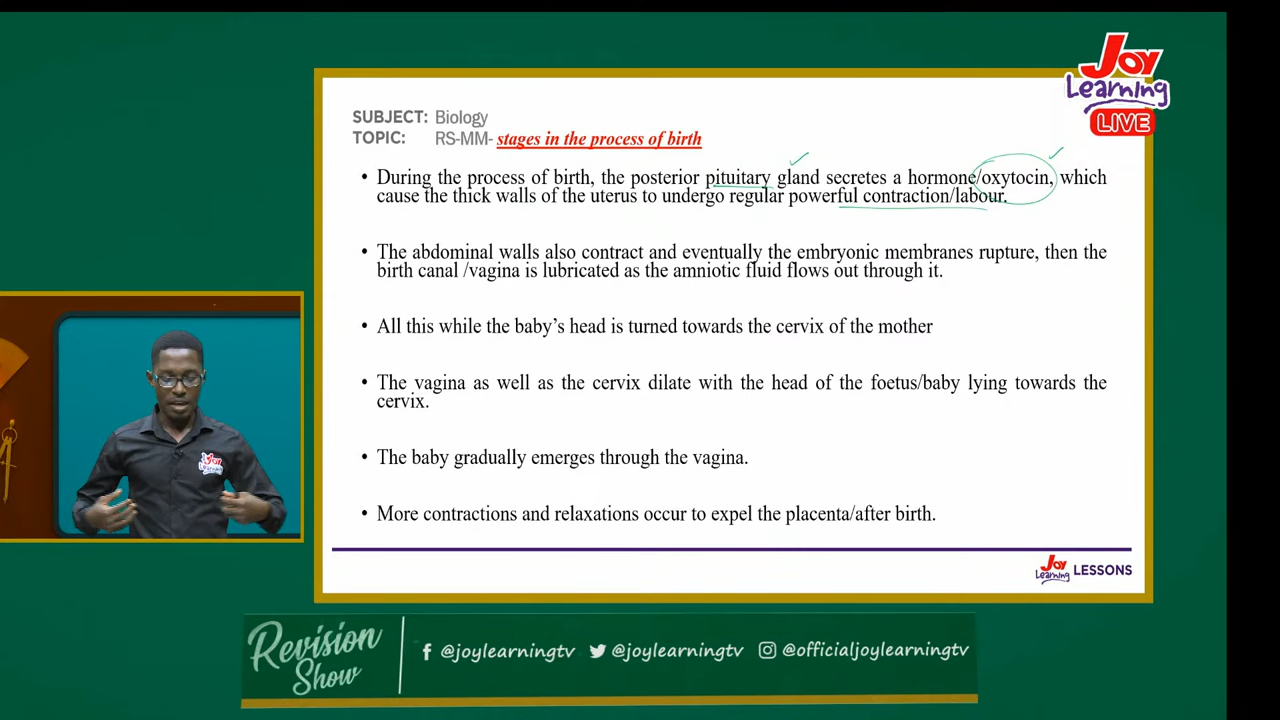 Joy
Learning
LIVE
SUBJECT: Biology
TOPIC: RS-MM- stages in the process of birth
• During the process of birth, the posterior pituitary gland secretes a hormone/oxytocin, which
cause the thick walls of the uterus to undergo regular powerful contraction/labour.
• The abdominal walls also contract and eventually the embryonic membranes rupture, then the
birth canal /vagina is lubricated as the amniotic fluid flows out through it.
• All this while the baby's head is turned towards the cervix of the mother
• The vagina as well as the cervix dilate with the head of the foetus/baby lying towards the
cervix.
• The baby gradually emerges through the vagina.
• More contractions and relaxations occur to expel the placenta/after birth.
Joy
Learning
Joy
Learning LESSONS
Revision
Show
@joylearningtv @joylearningtv @officialjoylearningtv